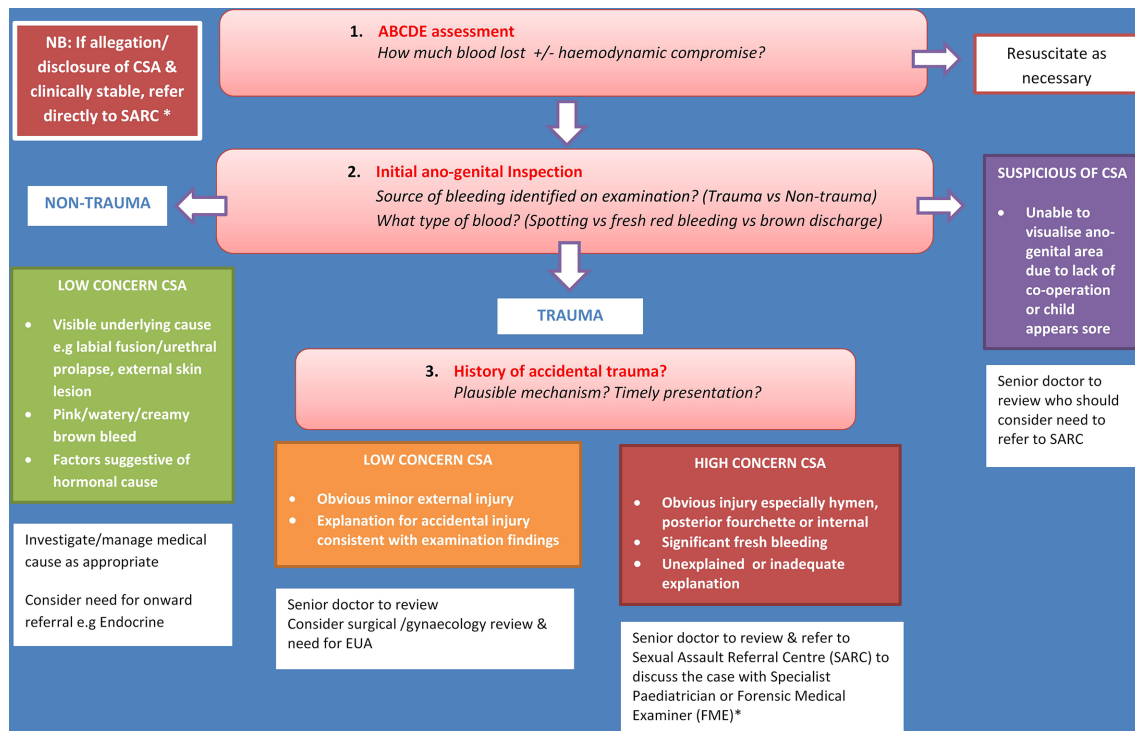 NB: If allegation/
disclosure of CSA &
clinically stable, refer
directly to SARC *
1. ABCDE assessment
How much blood lost +/- haemodynamic compromise?
Resuscitate as
necessary
2. Initial ano-genital Inspection
Source of bleeding identified on examination? (Trauma vs Non-trauma)
What type of blood? (Spotting vs fresh red bleeding vs brown discharge)
NON-TRAUMA
SUSPICIOUS OF CSA
• Unable to
visualise ano-
genital area
due to lack of
co-operation
or child
appears sore
Senior doctor to
review who should
consider need to
refer to SARC
LOW CONCERN CSA
• Visible underlying cause
e.g labial fusion/urethral
prolapse, external skin
lesion
• Pink/watery/creamy
brown bleed
• Factors suggestive of
hormonal cause
Investigate/manage medical
cause as appropriate
Consider need for onward
referral e.g Endocrine
TRAUMA
3. History of accidental trauma?
Plausible mechanism? Timely presentation?
LOW CONCERN CSA
• Obvious minor external injury
• Explanation for accidental injury
consistent with examination findings
Senior doctor to review
Consider surgical /gynaecology review &
need for EUA
HIGH CONCERN CSA
• Obvious injury especially hymen,
posterior fourchette or internal
• Significant fresh bleeding
• Unexplained or inadequate
explanation
Senior doctor to review & refer to
Sexual Assault Referral Centre (SARC) to
discuss the case with Specialist
Paediatrician or Forensic Medical
Examiner (FME)*